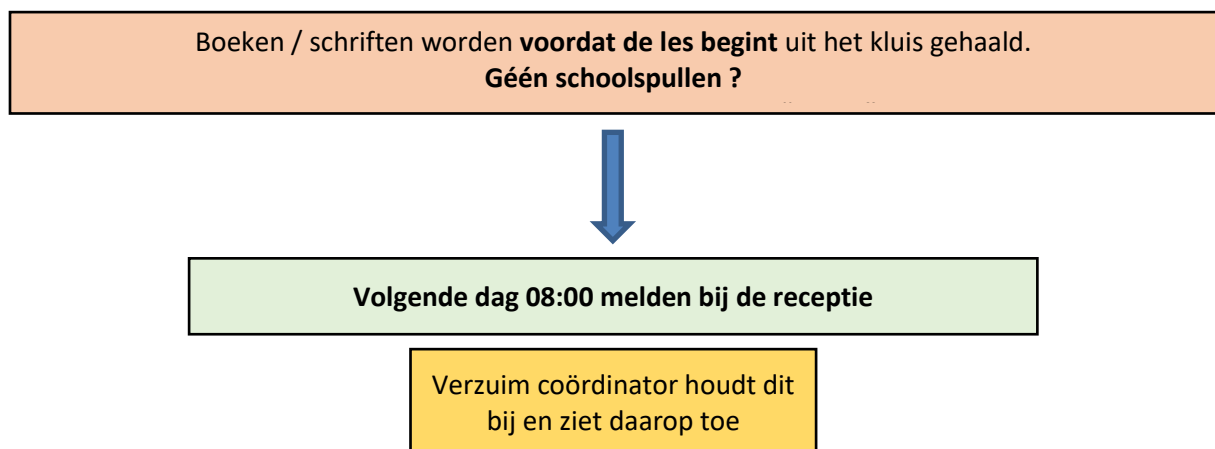 Boeken / schriften worden voordat de les begint uit het kluis gehaald.
Géén schoolspullen ?
Volgende dag 08:00 melden bij de receptie
Verzuim coördinator houdt dit
bij en ziet daarop toe